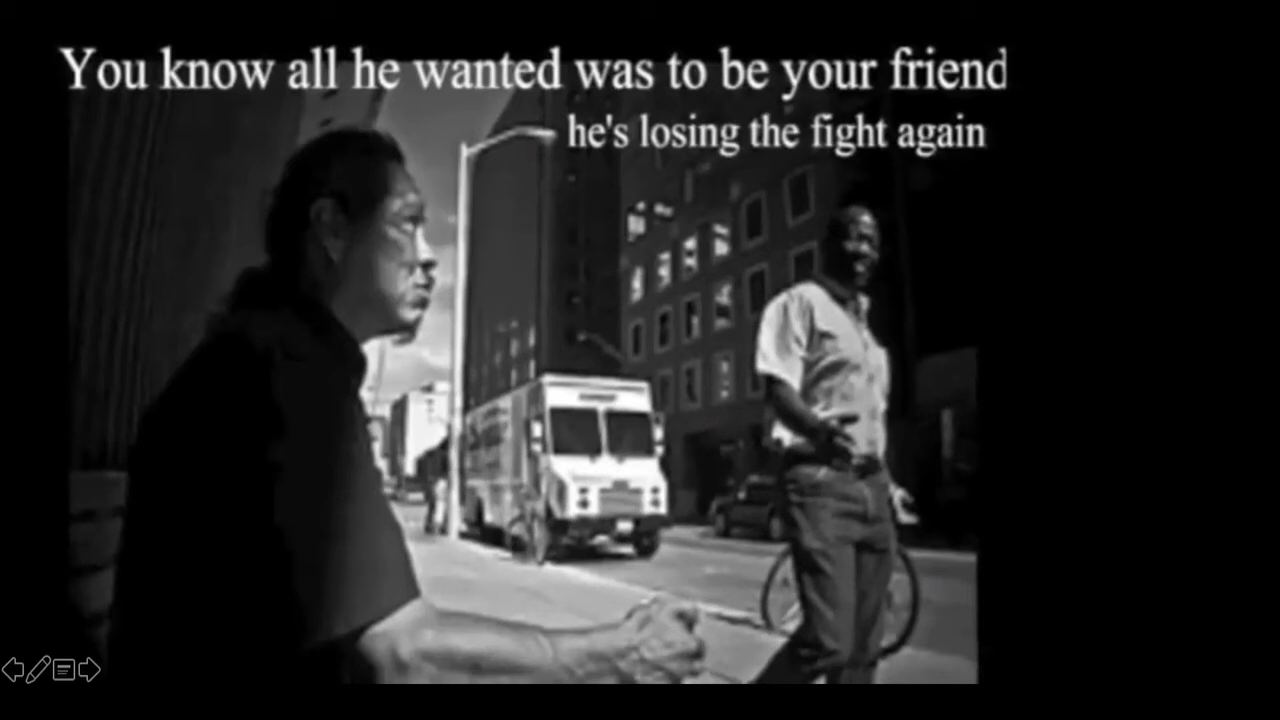 You know all he wanted was to be your friend
he's losing the fight again